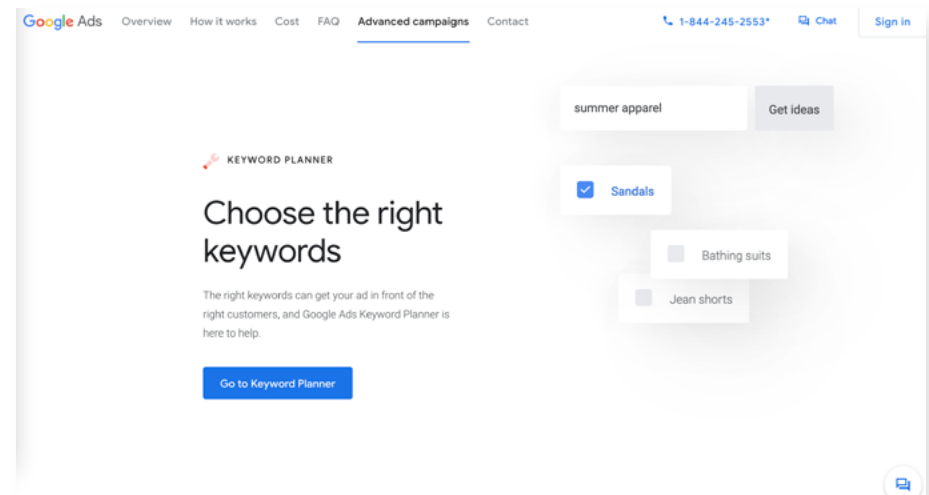 Google Ads Overview How it works Cost FAQ Advanced campaigns Contact 1-844-245-2553* Chat Sign in
summer apparel Get ideas
KEYWORD PLANNER
Sandals
Choose the right
keywords
Bathing suits
Jean shorts
The right keywords can get your ad in front of the
right customers, and Google Ads Keyword Planner is
here to help.
Go to Keyword Planner